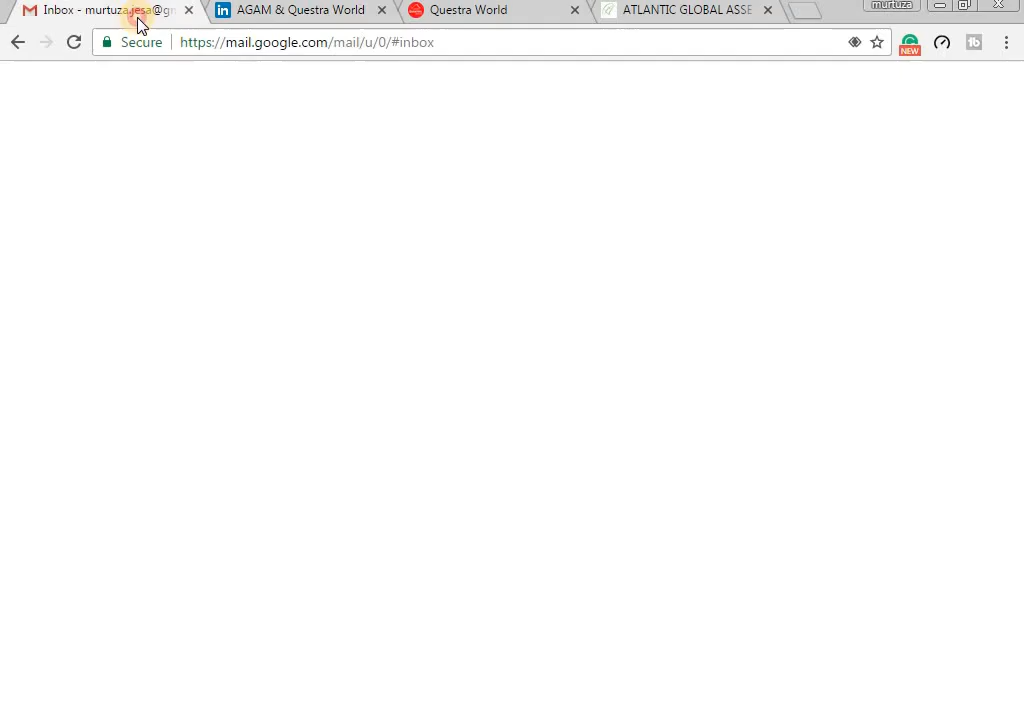 Inbox - murtuza.jesa@gm
AGAM & Questra World
Questra World
ATLANTIC GLOBAL ASSE
murtuza
Secure
https://mail.google.com/mail/u/0/#inbox
NEW